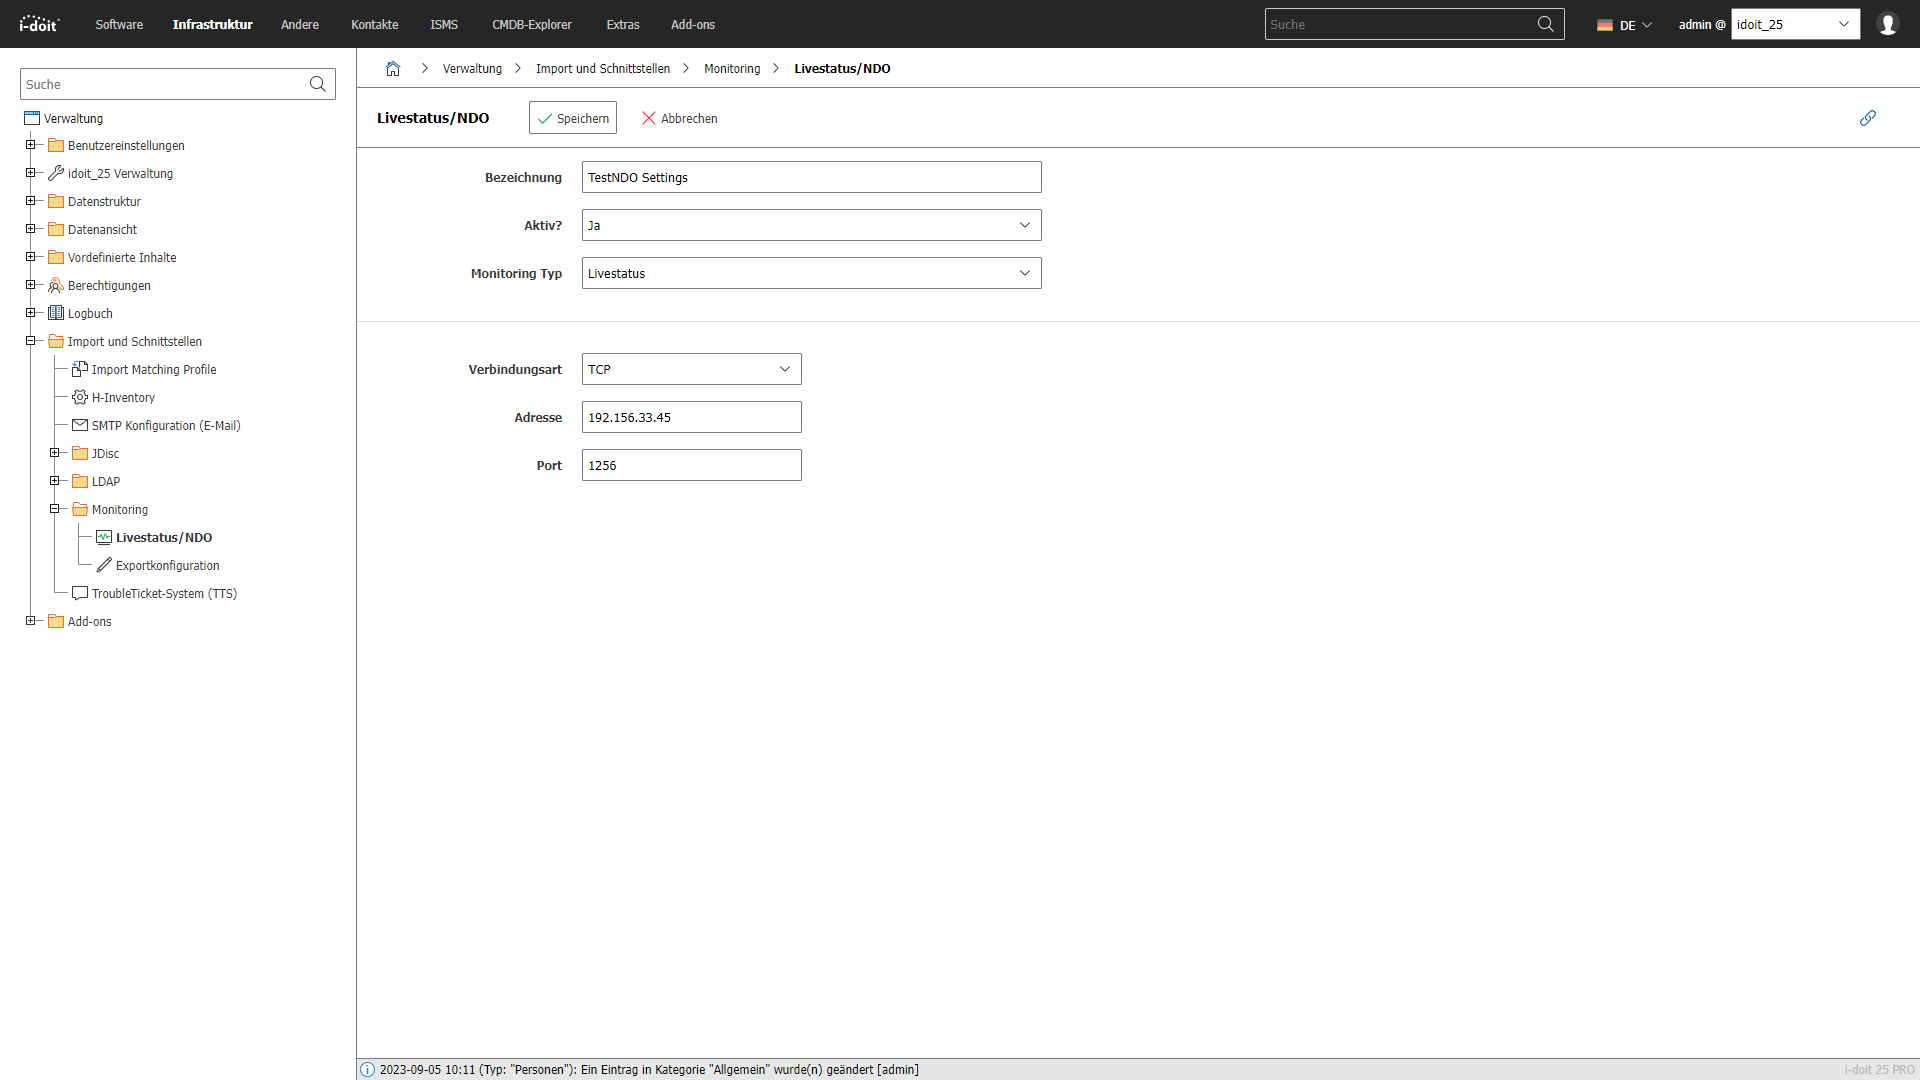 i-doit
Software
Infrastruktur
Andere
Kontakte
ISMS
CMDB-Explorer
Extras
Add-ons
Suche
DE
admin @
idoit_25
Suche
Verwaltung
Benutzereinstellungen
idoit_25 Verwaltung
Datenstruktur
Datenansicht
Vordefinierte Inhalte
Berechtigungen
Logbuch
Import und Schnittstellen
Import Matching Profile
H-Inventory
SMTP Konfiguration (E-Mail)
JDisc
LDAP
Monitoring
Livestatus/NDO
Exportkonfiguration
TroubleTicket-System (TTS)
Add-ons
Verwaltung
Import und Schnittstellen
Monitoring
Livestatus/NDO
Livestatus/NDO
Speichern
Abbrechen
Bezeichnung
TestNDO Settings
Aktiv?
Ja
Monitoring Typ
Livestatus
Verbindungsart
TCP
Adresse
192.156.33.45
Port
1256
2023-09-05 10:11 (Typ: "Personen"): Ein Eintrag in Kategorie "Allgemein" wurde(n) geändert [admin]
i-doit 25 PRO